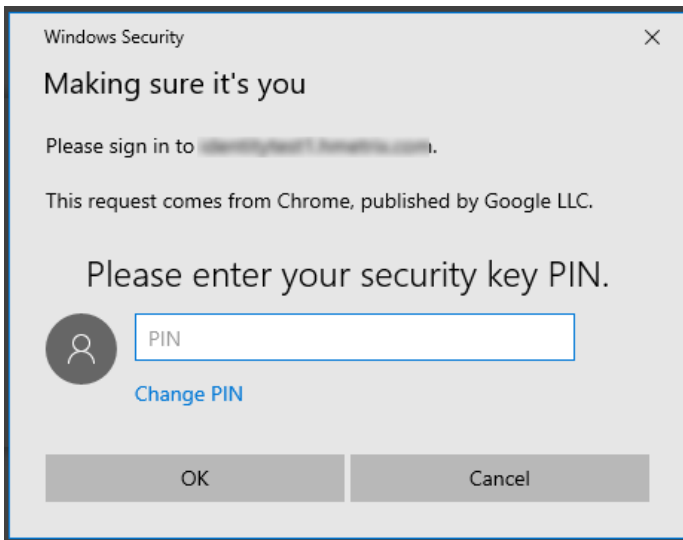 Windows Security
Making sure it's you
Please sign in to
This request comes from Chrome, published by Google LLC.
Please enter your security key PIN.
PIN
Change PIN
OK
Cancel